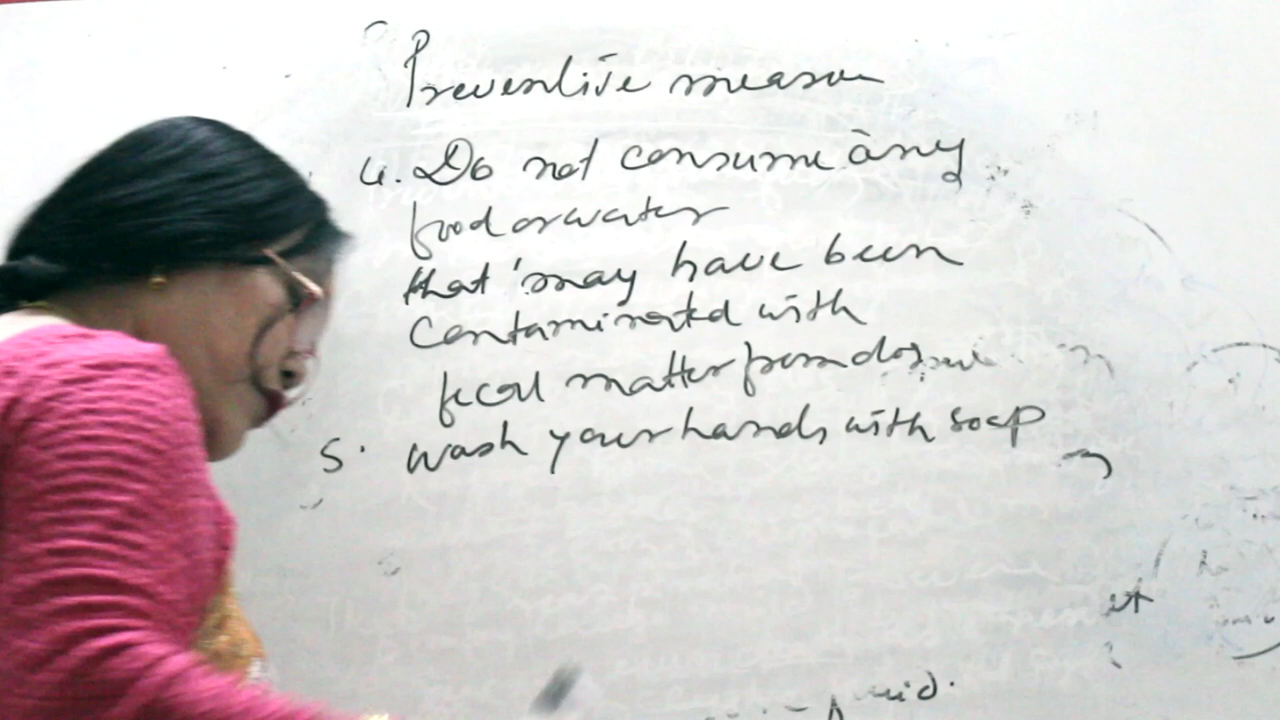 Preventive measure
4. Do not consume any
food or water
that may have been
contaminated with
fecal matter from dogs
5. wash your hands with soap